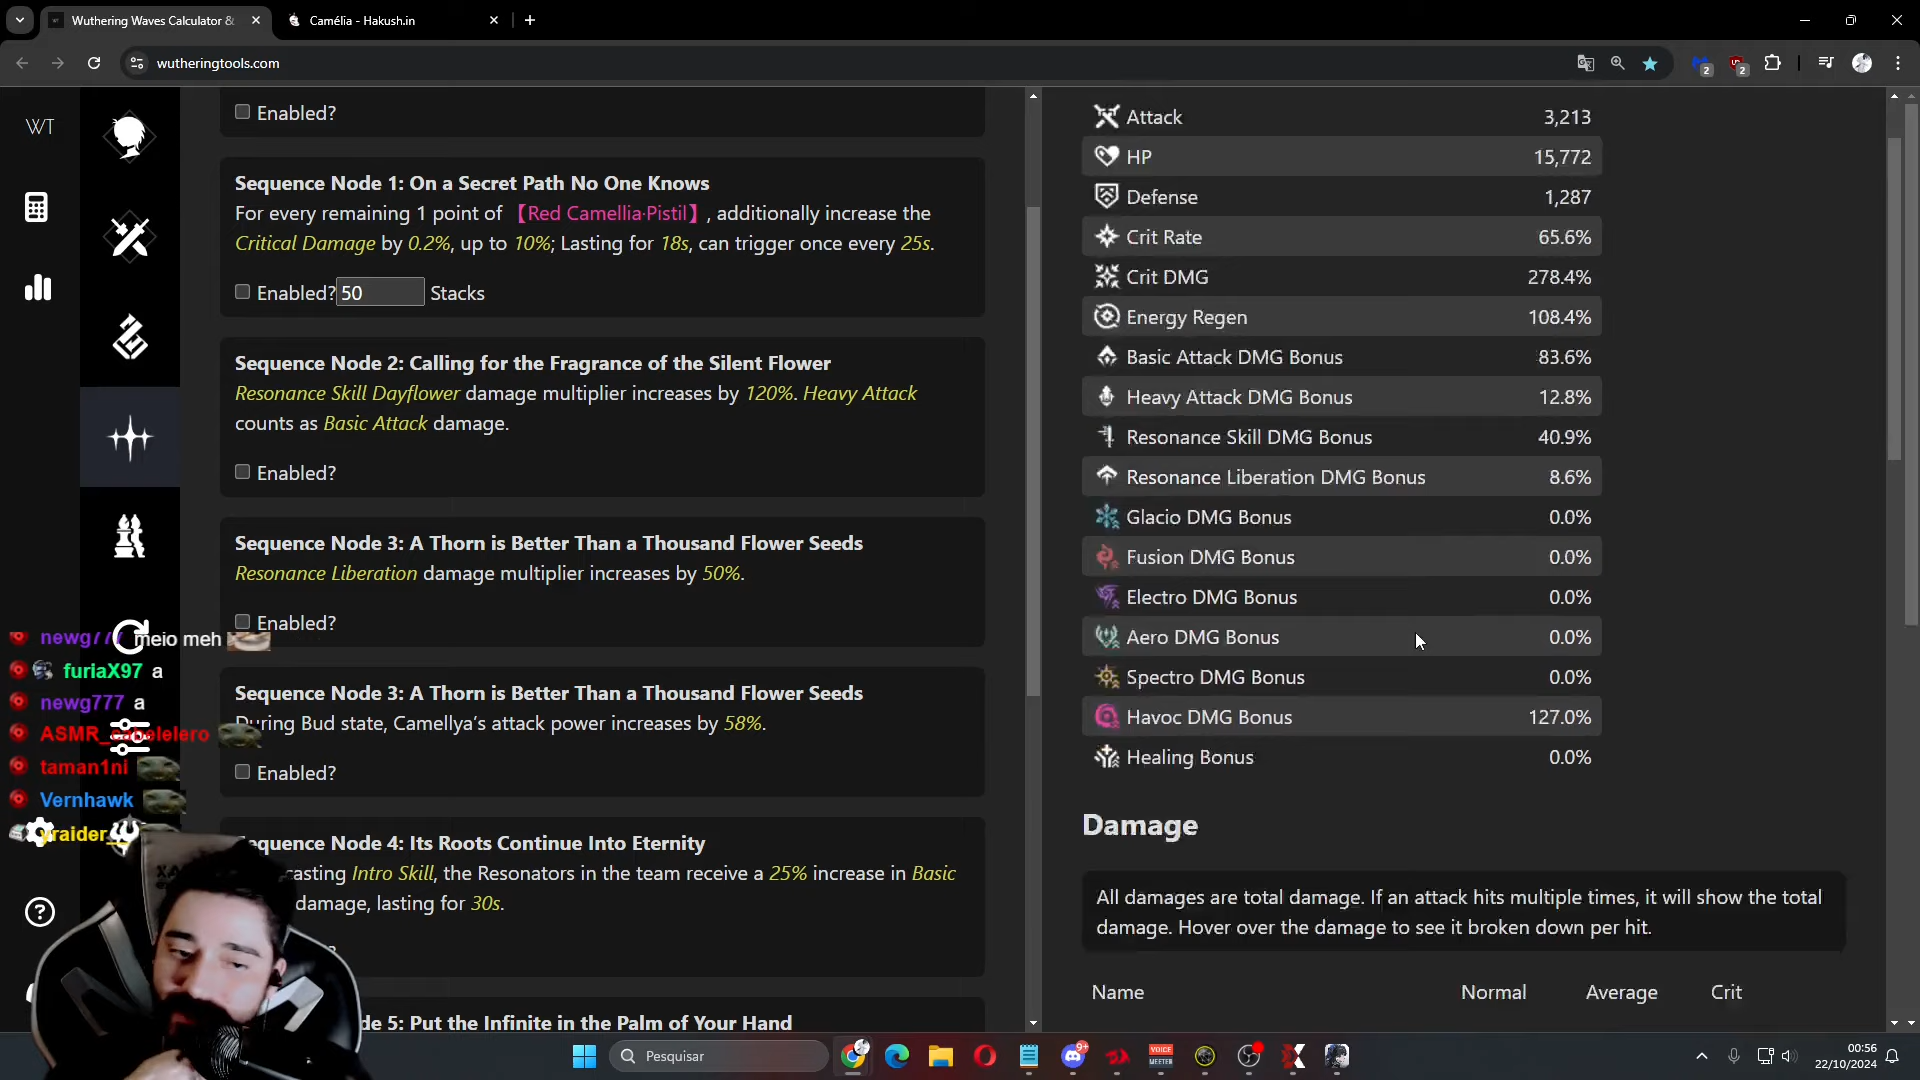 Wuthering Waves Calculator &
Camélia - Hakush.in
wutheringtools.com
2
2
WT
Enabled?
Sequence Node 1: On a Secret Path No One Knows
For every remaining 1 point of 【Red Camellia·Pistil】, additionally increase the
Critical Damage by 0.2%, up to 10%; Lasting for 18s, can trigger once every 25s.
Enabled? 50 Stacks
Sequence Node 2: Calling for the Fragrance of the Silent Flower
Resonance Skill Dayflower damage multiplier increases by 120%. Heavy Attack
counts as Basic Attack damage.
Enabled?
Sequence Node 3: A Thorn is Better Than a Thousand Flower Seeds
Resonance Liberation damage multiplier increases by 50%.
Enabled?
Sequence Node 3: A Thorn is Better Than a Thousand Flower Seeds
During Bud state, Camellya's attack power increases by 58%.
Enabled?
equence Node 4: Its Roots Continue Into Eternity
casting Intro Skill, the Resonators in the team receive a 25% increase in Basic
damage, lasting for 30s.
de 5: Put the Infinite in the Palm of Your Hand
newg777 meio meh
furiaX97 a
newg777 a
ASMR_cabelelero
taman1ni
Vernhawk
yraider__
Attack 3,213
HP 15,772
Defense 1,287
Crit Rate 65.6%
Crit DMG 278.4%
Energy Regen 108.4%
Basic Attack DMG Bonus 83.6%
Heavy Attack DMG Bonus 12.8%
Resonance Skill DMG Bonus 40.9%
Resonance Liberation DMG Bonus 8.6%
Glacio DMG Bonus 0.0%
Fusion DMG Bonus 0.0%
Electro DMG Bonus 0.0%
Aero DMG Bonus 0.0%
Spectro DMG Bonus 0.0%
Havoc DMG Bonus 127.0%
Healing Bonus 0.0%
Damage
All damages are total damage. If an attack hits multiple times, it will show the total
damage. Hover over the damage to see it broken down per hit.
Name Normal Average Crit
Pesquisar
9+
VOICE
MEETER
00:56
22/10/2024